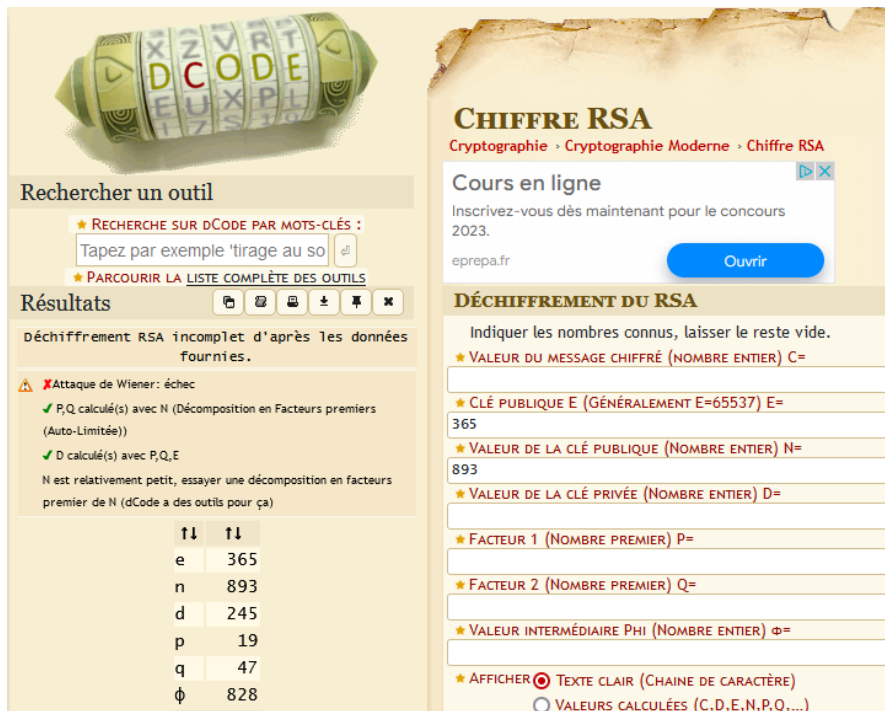 X Z V R T
DCODE
E U X P L
Rechercher un outil
★ Recherche sur dCode par mots-clés :
Tapez par exemple 'tirage au so
★ Parcourir la liste complète des outils
Résultats
Déchiffrement RSA incomplet d'après les données
fournies.
✘Attaque de Wiener: échec
✓ P,Q calculé(s) avec N (Décomposition en Facteurs premiers
(Auto-Limitée))
✓ D calculé(s) avec P,Q,E
N est relativement petit, essayer une décomposition en facteurs
premier de N (dCode a des outils pour ça)
↑↓ ↑↓
e 365
n 893
d 245
p 19
q 47
ϕ 828
Chiffre RSA
Cryptographie › Cryptographie Moderne › Chiffre RSA
Cours en ligne
Inscrivez-vous dès maintenant pour le concours
2023.
eprepa.fr
Ouvrir
Déchiffrement du RSA
Indiquer les nombres connus, laisser le reste vide.
★ Valeur du message chiffré (nombre entier) C=
★ Clé publique E (Généralement E=65537) E=
365
★ Valeur de la clé publique (Nombre entier) N=
893
★ Valeur de la clé privée (Nombre entier) D=
★ Facteur 1 (Nombre premier) P=
★ Facteur 2 (Nombre premier) Q=
★ Valeur intermédiaire Phi (Nombre entier) Φ=
★ Afficher Texte clair (Chaine de caractère)
Valeurs calculées (C,D,E,N,P,Q,...)